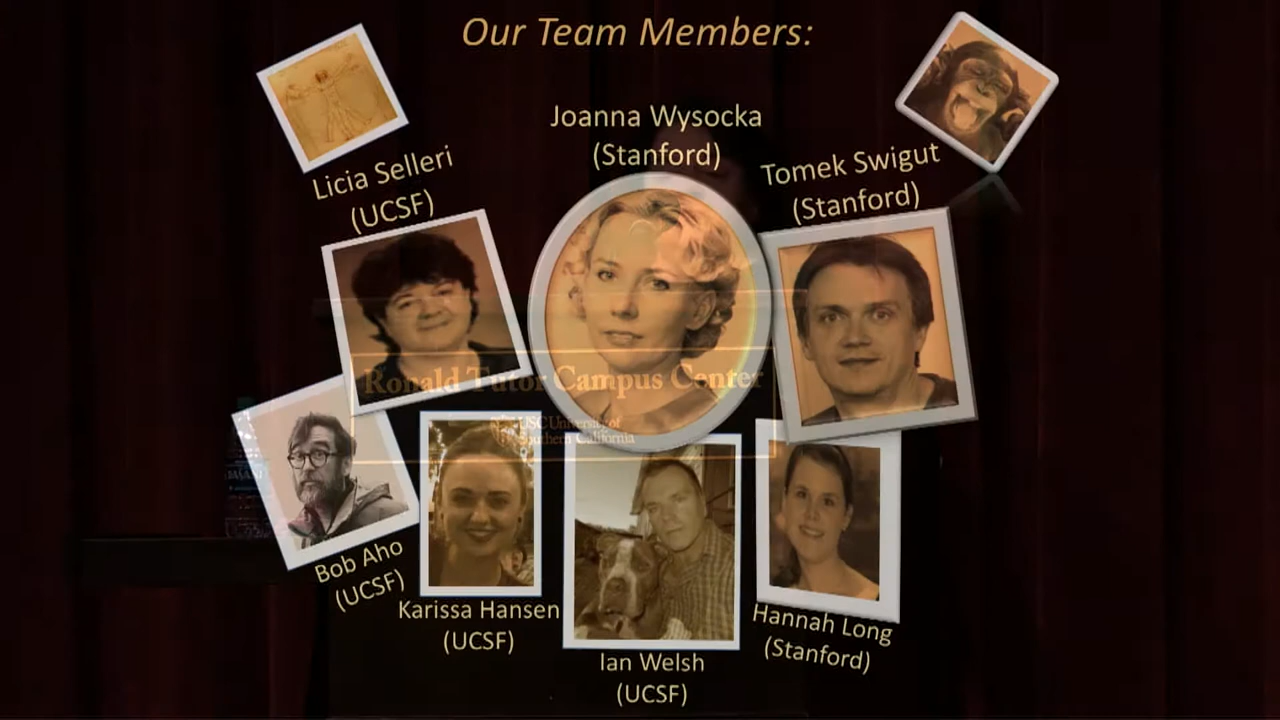 Our Team Members:
Joanna Wysocka
(Stanford)
Licia Selleri
(UCSF)
Tomek Swigut
(Stanford)
Ronald Tutor Campus Center
USC University of
Southern California
Bob Aho
(UCSF)
Karissa Hansen
(UCSF)
Ian Welsh
(UCSF)
Hannah Long
(Stanford)